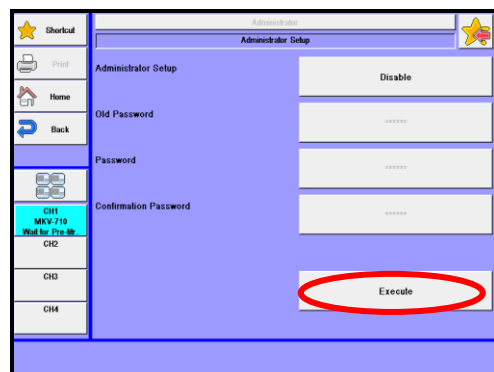 Shortcut
Print
Home
Back
CH1
MKV-710
Wait for Pre-titr.
CH2
CH3
CH4
Administrator
Administrator Setup
Administrator Setup
Disable
Old Password
******
Password
******
Confirmation Password
******
Execute